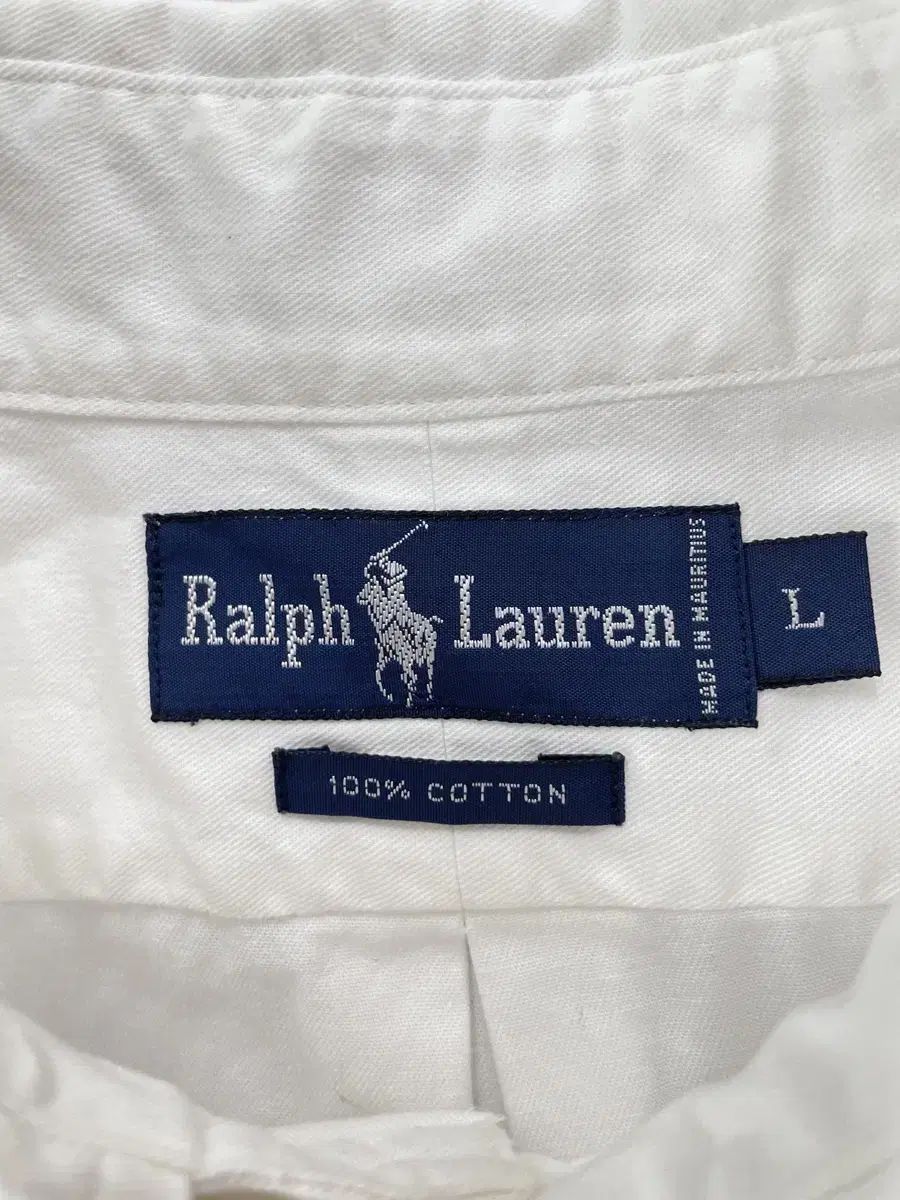 Ralph Lauren
MADE IN MAURITIUS
L
100% COTTON